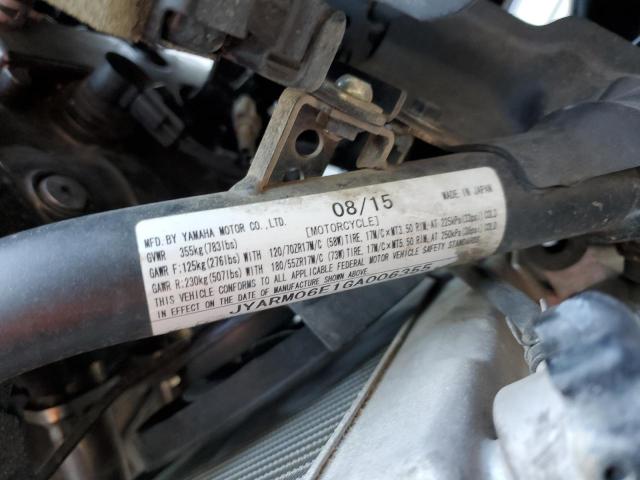 MFD. BY YAMAHA MOTOR CO., LTD. 08/15 MADE IN JAPAN
GVWR 355kg(783lbs) [MOTORCYCLE]
GAWR F:125kg(276lbs) WITH 120/70ZR17M/C (58W)TIRE, 17M/C×MT3.50 RIM, AT 225kPa(33psi) COLD
GAWR R:230kg(507lbs) WITH 180/55ZR17M/C (73W)TIRE, 17M/C×MT5.50 RIM, AT 250kPa(36psi) COLD
THIS VEHICLE CONFORMS TO ALL APPLICABLE FEDERAL MOTOR VEHICLE SAFETY STANDARDS
IN EFFECT ON THE DATE OF MANUFACTURE SHOWN ABOVE.
JYARM06E1GA006355